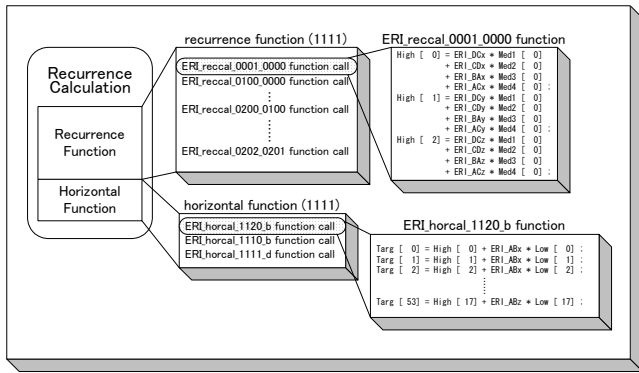 Recurrence
Calculation
Recurrence
Function
Horizontal
Function
recurrence function (1111)
ERI_reccal_0001_0000 function call
ERI_reccal_0100_0000 function call
ERI_reccal_0200_0100 function call
ERI_reccal_0202_0201 function call
ERI_reccal_0001_0000 function
High [ 0] = ERI_DCx * Med1 [ 0]
+ ERI_CDx * Med2 [ 0]
+ ERI_BAx * Med3 [ 0]
+ ERI_ACx * Med4 [ 0] ;
High [ 1] = ERI_DCy * Med1 [ 0]
+ ERI_CDy * Med2 [ 0]
+ ERI_BAy * Med3 [ 0]
+ ERI_ACy * Med4 [ 0] ;
High [ 2] = ERI_DCz * Med1 [ 0]
+ ERI_CDz * Med2 [ 0]
+ ERI_BAz * Med3 [ 0]
+ ERI_ACz * Med4 [ 0] ;
horizontal function (1111)
ERI_horcal_1120_b function call
ERI_horcal_1110_b function call
ERI_horcal_1111_d function call
ERI_horcal_1120_b function
Targ [ 0] = High [ 0] + ERI_ABx * Low [ 0] ;
Targ [ 1] = High [ 1] + ERI_ABx * Low [ 1] ;
Targ [ 2] = High [ 2] + ERI_ABx * Low [ 2] ;
Targ [ 53] = High [ 17] + ERI_ABz * Low [ 17] ;